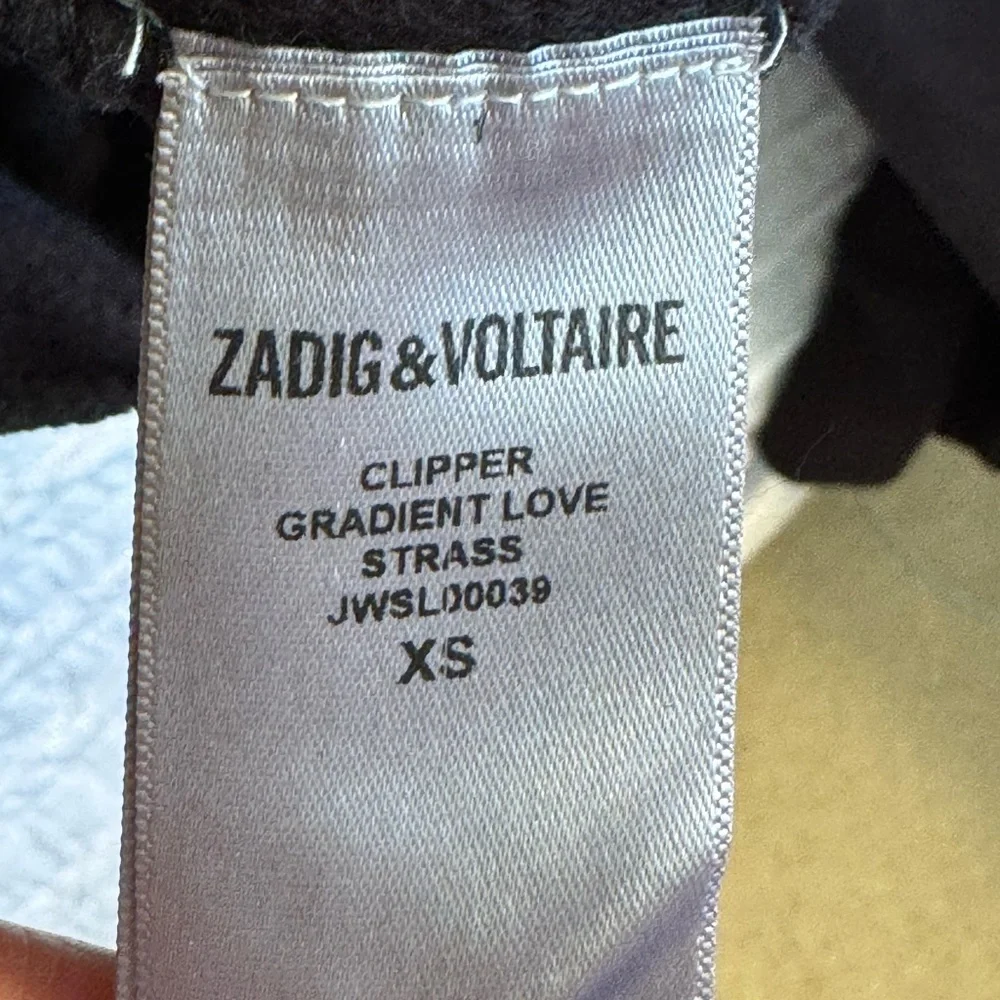 ZADIG&VOLTAIRE
CLIPPER
GRADIENT LOVE
STRASS
JWSL00039
XS